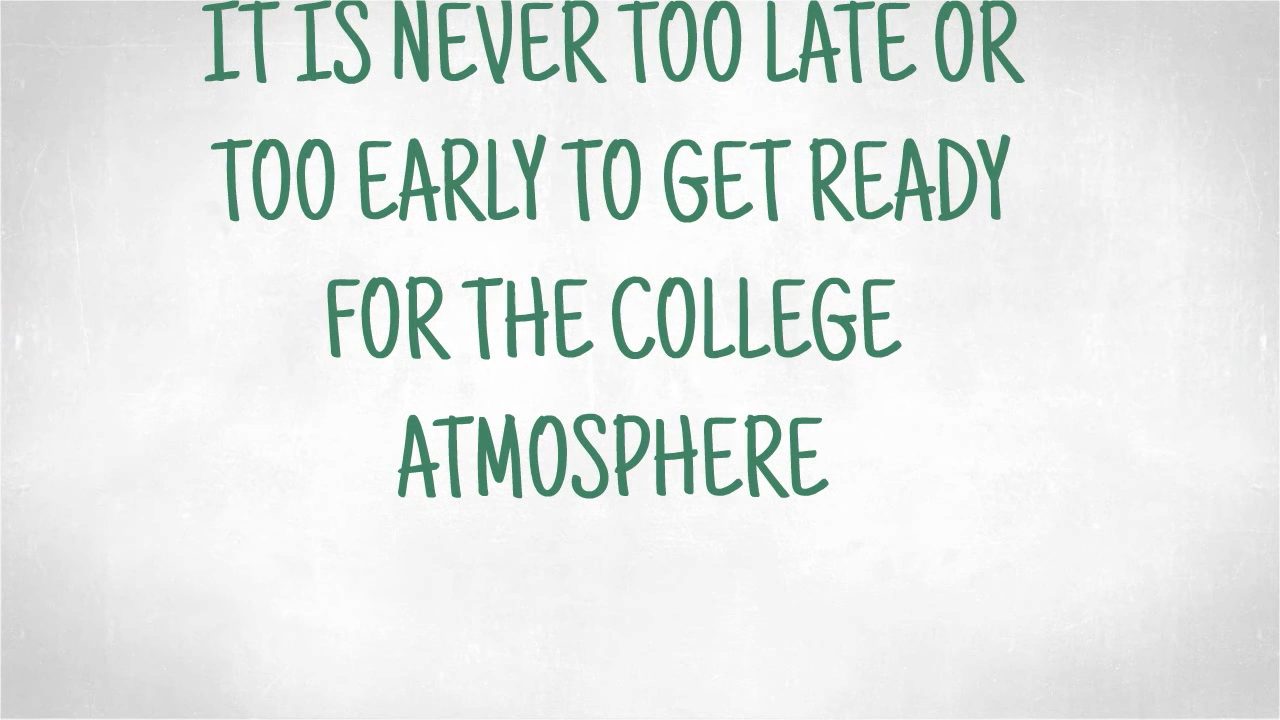 IT IS NEVER TOO LATE OR
TOO EARLY TO GET READY
FOR THE COLLEGE
ATMOSPHERE